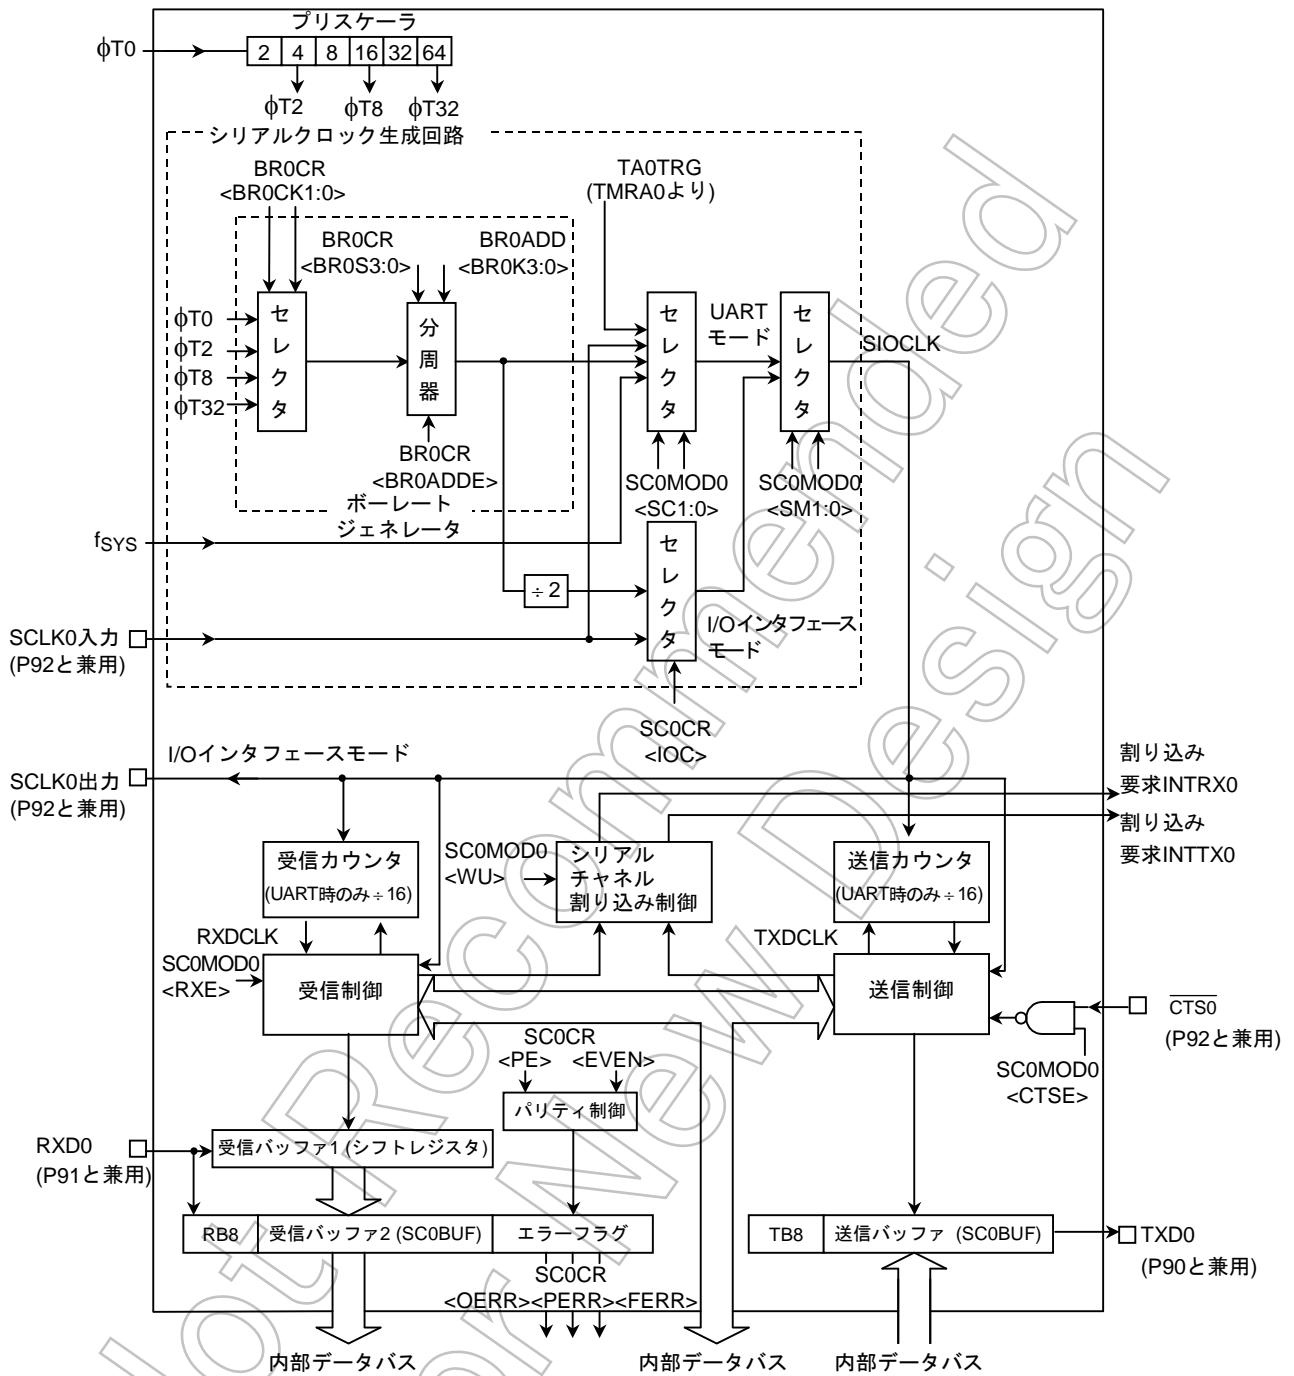 プリスケーラ
ϕT0
2 4 8 16 32 64
ϕT2 ϕT8 ϕT32
シリアルクロック生成回路
BR0CR
<BR0CK1:0>
TA0TRG
(TMRA0より)
BR0CR
<BR0S3:0>
BR0ADD
<BR0K3:0>
ϕT0
ϕT2
ϕT8
ϕT32
セレクタ
分周器
セレクタ
UART
モード
セレクタ
SIOCLK
BR0CR
<BR0ADDE>
ボーレート
ジェネレータ
SC0MOD0
<SC1:0>
SC0MOD0
<SM1:0>
fSYS
÷2
セレクタ
I/Oインタフェース
モード
SCLK0入力
(P92と兼用)
SC0CR
<IOC>
I/Oインタフェースモード
SCLK0出力
(P92と兼用)
割り込み
要求INTRX0
割り込み
要求INTTX0
受信カウンタ
(UART時のみ÷16)
SC0MOD0
<WU>
シリアル
チャネル
割り込み制御
送信カウンタ
(UART時のみ÷16)
RXDCLK
SC0MOD0
<RXE>
受信制御
TXDCLK
送信制御
CTS0
(P92と兼用)
SC0MOD0
<CTSE>
SC0CR
<PE> <EVEN>
パリティ制御
RXD0
(P91と兼用)
受信バッファ1 (シフトレジスタ)
RB8
受信バッファ2 (SC0BUF)
エラーフラグ
TB8
送信バッファ (SC0BUF)
TXD0
(P90と兼用)
SC0CR
<OERR><PERR><FERR>
内部データバス
内部データバス
内部データバス
Not Recommended
for New Design